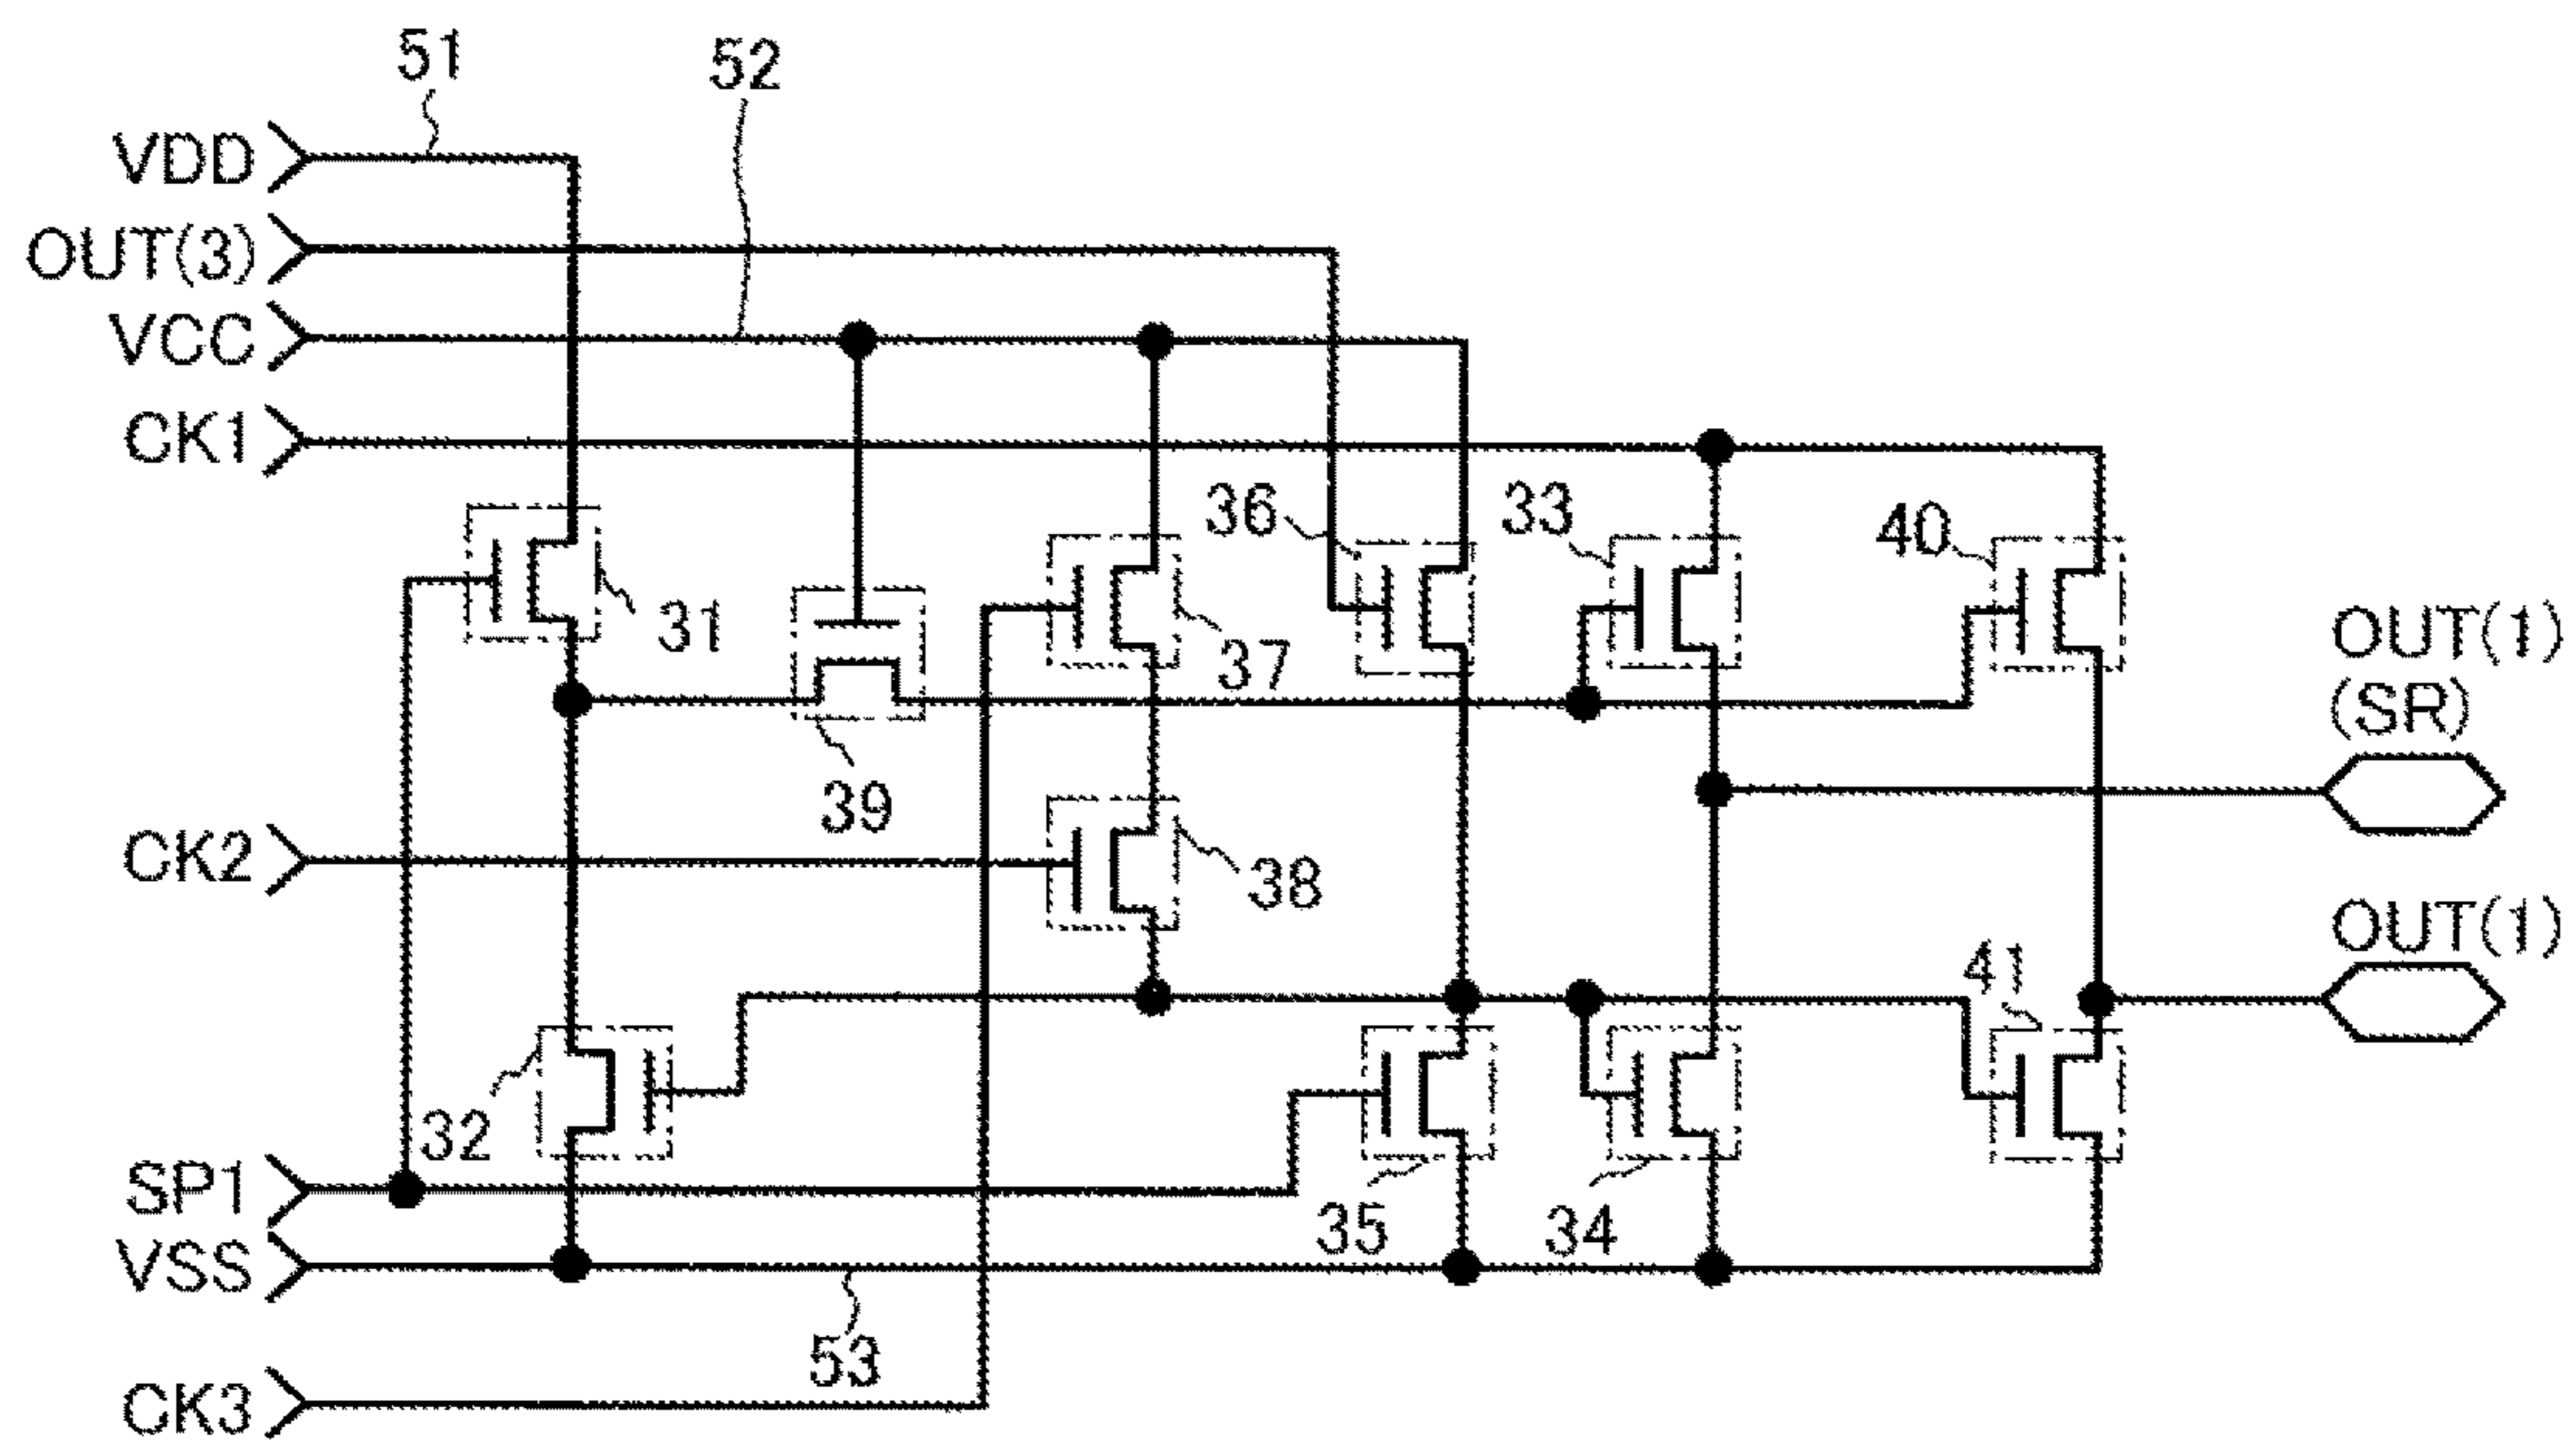 51
52
VDD
OUT(3)
VCC
CK1
36
33
40
31
37
OUT(1)
(SR)
39
CK2
38
OUT(1)
41
32
SP1
35
34
VSS
53
CK3